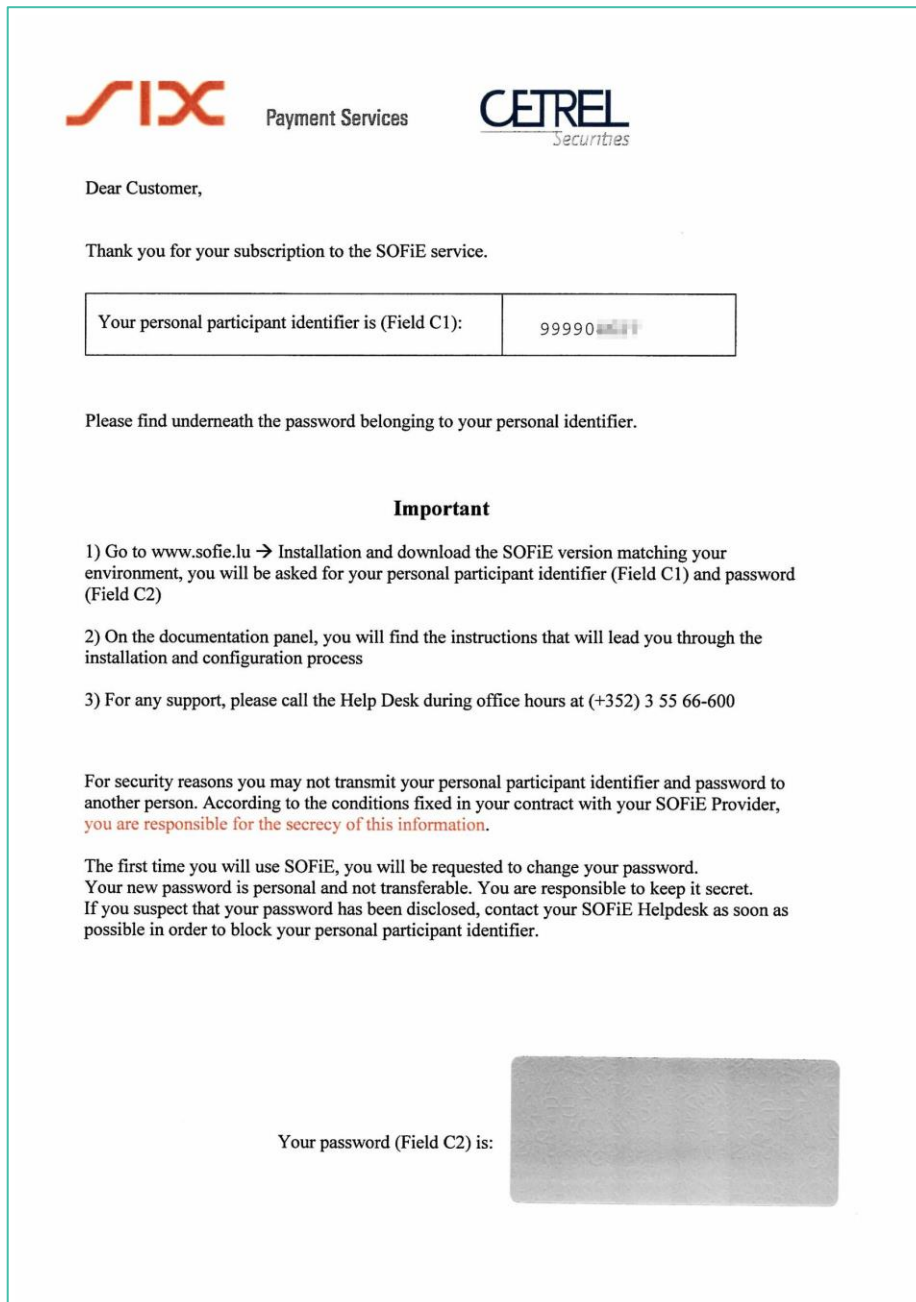 SIX
Payment Services
CETREL
Securities
Dear Customer,
Thank you for your subscription to the SOFiE service.
Your personal participant identifier is (Field C1):
99990
Please find underneath the password belonging to your personal identifier.
Important
1) Go to www.sofie.lu → Installation and download the SOFiE version matching your
environment, you will be asked for your personal participant identifier (Field C1) and password
(Field C2)
2) On the documentation panel, you will find the instructions that will lead you through the
installation and configuration process
3) For any support, please call the Help Desk during office hours at (+352) 3 55 66-600
For security reasons you may not transmit your personal participant identifier and password to
another person. According to the conditions fixed in your contract with your SOFiE Provider,
you are responsible for the secrecy of this information.
The first time you will use SOFiE, you will be requested to change your password.
Your new password is personal and not transferable. You are responsible to keep it secret.
If you suspect that your password has been disclosed, contact your SOFiE Helpdesk as soon as
possible in order to block your personal participant identifier.
Your password (Field C2) is: